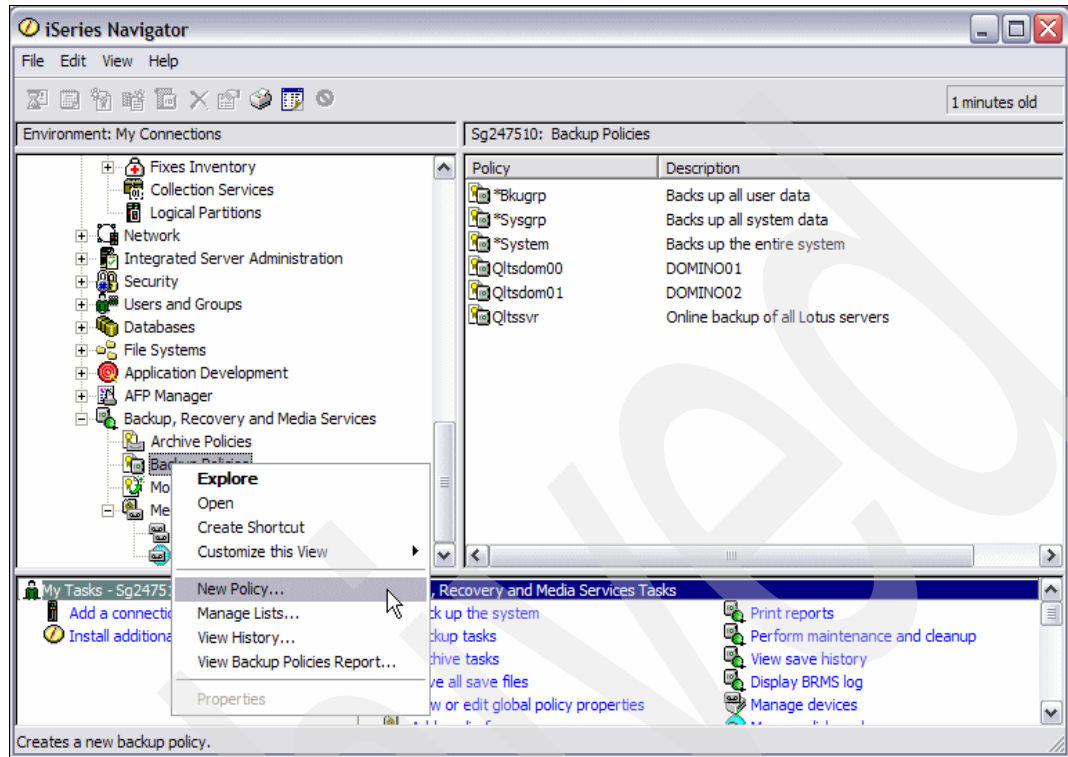 iSeries Navigator
File Edit View Help
1 minutes old
Environment: My Connections
Sg247510: Backup Policies
Fixes Inventory
Collection Services
Logical Partitions
Network
Integrated Server Administration
Security
Users and Groups
Databases
File Systems
Application Development
AFP Manager
Backup, Recovery and Media Services
Archive Policies
Backup Policies
Mo
Me
Policy Description
*Bkugrp Backs up all user data
*Sysgrp Backs up all system data
*System Backs up the entire system
Qltsdom00 DOMINO01
Qltsdom01 DOMINO02
Qltssvr Online backup of all Lotus servers
Explore
Open
Create Shortcut
Customize this View
New Policy...
Manage Lists...
View History...
View Backup Policies Report...
Properties
My Tasks - Sg24751
Add a connectio
Install additiona
, Recovery and Media Services Tasks
ck up the system
ckup tasks
chive tasks
ve all save files
w or edit global policy properties
Print reports
Perform maintenance and cleanup
View save history
Display BRMS log
Manage devices
Creates a new backup policy.